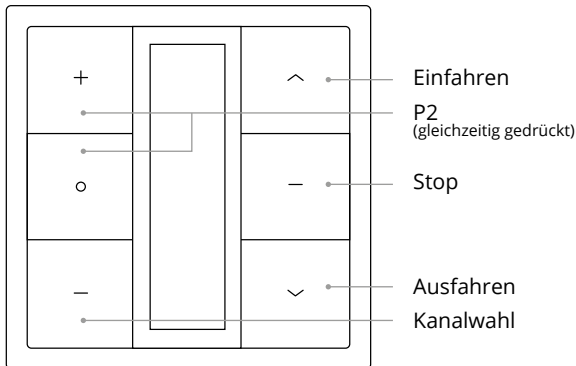 Einfahren
P2
(gleichzeitig gedrückt)
Stop
Ausfahren
Kanalwahl